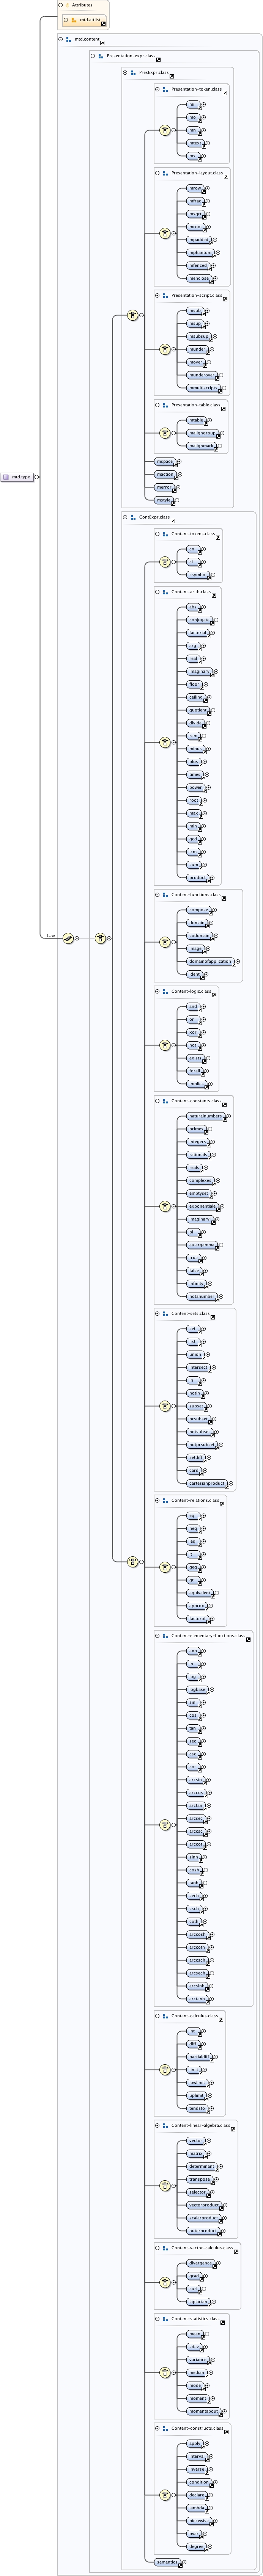 Attributes
mtd.attlist
mtd.content
Presentation-expr.class
PresExpr.class
Presentation-token.class
mi
mo
mn
mtext
ms
Presentation-layout.class
mrow
mfrac
msqrt
mroot
mpadded
mphantom
mfenced
menclose
Presentation-script.class
msub
msup
msubsup
munder
mover
munderover
mmultiscripts
Presentation-table.class
mtable
maligngroup
malignmark
mspace
maction
merror
mstyle
mtd.type
ContExpr.class
Content-tokens.class
cn
ci
csymbol
Content-arith.class
abs
conjugate
factorial
arg
real
imaginary
floor
ceiling
quotient
divide
rem
minus
plus
times
power
root
max
min
gcd
lcm
sum
product
Content-functions.class
compose
domain
codomain
image
domainofapplication
ident
1..∞
Content-logic.class
and
or
xor
not
exists
forall
implies
Content-constants.class
naturalnumbers
primes
integers
rationals
reals
complexes
emptyset
exponentiale
imaginaryi
pi
eulergamma
true
false
infinity
notanumber
Content-sets.class
set
list
union
intersect
in
notin
subset
prsubset
notsubset
notprsubset
setdiff
card
cartesianproduct
Content-relations.class
eq
neq
leq
lt
geq
gt
equivalent
approx
factorof
Content-elementary-functions.class
exp
ln
log
logbase
sin
cos
tan
sec
csc
cot
arcsin
arccos
arctan
arcsec
arccsc
arccot
sinh
cosh
tanh
sech
csch
coth
arccosh
arccoth
arccsch
arcsech
arcsinh
arctanh
Content-calculus.class
int
diff
partialdiff
limit
lowlimit
uplimit
tendsto
Content-linear-algebra.class
vector
matrix
determinant
transpose
selector
vectorproduct
scalarproduct
outerproduct
Content-vector-calculus.class
divergence
grad
curl
laplacian
Content-statistics.class
mean
sdev
variance
median
mode
moment
momentabout
Content-constructs.class
apply
interval
inverse
condition
declare
lambda
piecewise
bvar
degree
semantics